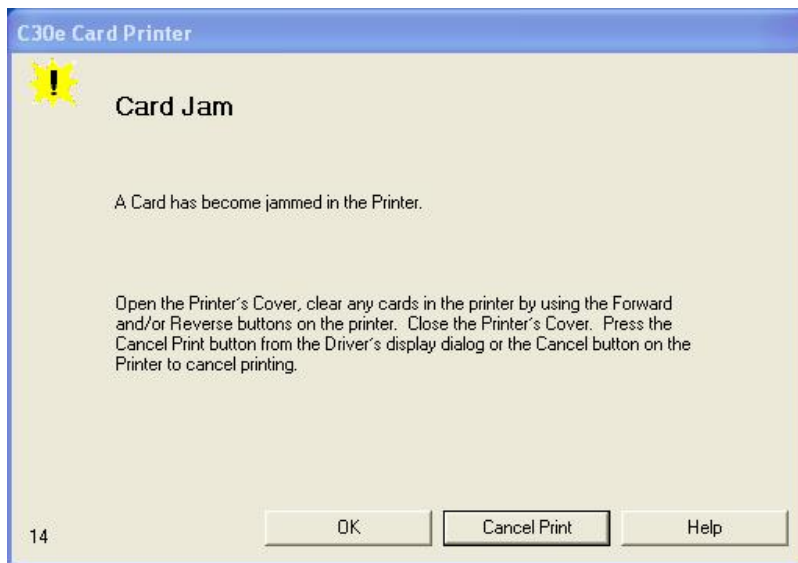 C30e Card Printer
!
Card Jam
A Card has become jammed in the Printer.
Open the Printer´s Cover, clear any cards in the printer by using the Forward
and/or Reverse buttons on the printer.  Close the Printer´s Cover.  Press the
Cancel Print button from the Driver´s display dialog or the Cancel button on the
Printer to cancel printing.
14
OK
Cancel Print
Help